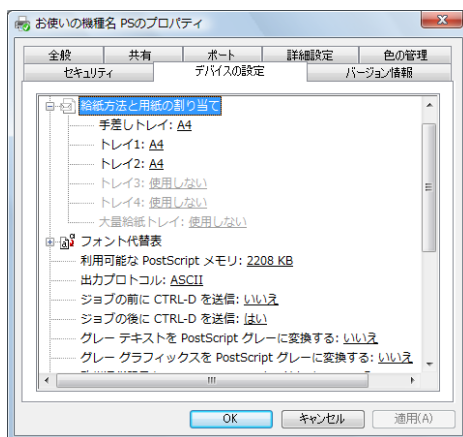 お使いの機種名 PSのプロパティ
全般 共有 ポート 詳細設定 色の管理
セキュリティ デバイスの設定 バージョン情報
給紙方法と用紙の割り当て
手差しトレイ: A4
トレイ1: A4
トレイ2: A4
トレイ3: 使用しない
トレイ4: 使用しない
大量給紙トレイ: 使用しない
フォント代替表
利用可能な PostScript メモリ: 2208 KB
出力プロトコル: ASCII
ジョブの前に CTRL-D を送信: いいえ
ジョブの後に CTRL-D を送信: はい
グレー テキストを PostScript グレーに変換する: いいえ
グレー グラフィックスを PostScript グレーに変換する: いいえ
OK キャンセル 適用(A)